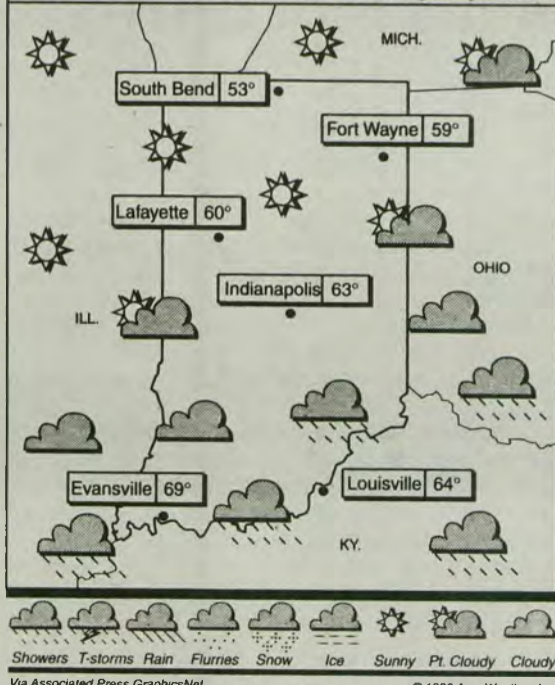 MICH.
South Bend 53°
Fort Wayne 59°
Lafayette 60°
OHIO
Indianapolis 63°
ILL.
Evansville 69°
Louisville 64°
KY.
Showers T-storms Rain Flurries Snow Ice Sunny Pt. Cloudy Cloudy
Via Associated Press GraphicsNet